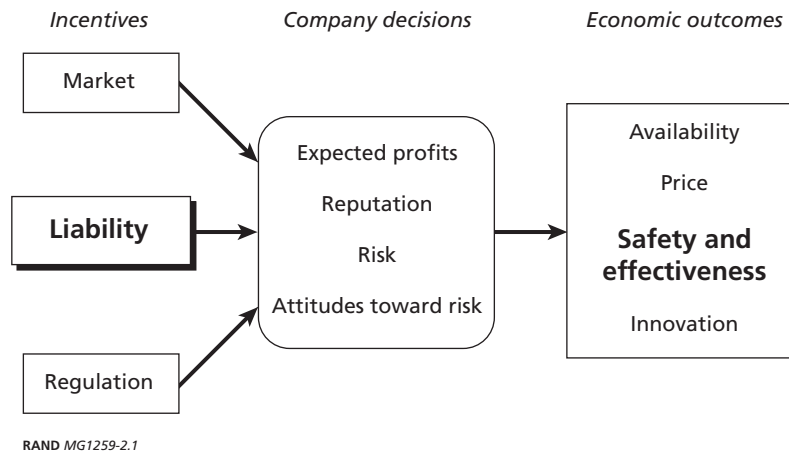 Incentives
Company decisions
Economic outcomes
Market
Liability
Regulation
Expected profits
Reputation
Risk
Attitudes toward risk
Availability
Price
Safety and
effectiveness
Innovation
RAND MG1259-2.1